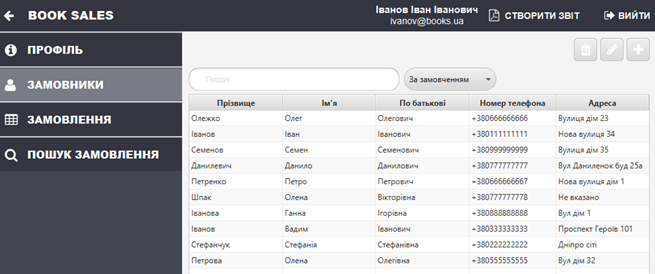 BOOK SALES
Іванов Іван Іванович
ivanov@books.ua
СТВОРИТИ ЗВІТ
ВИЙТИ
ПРОФІЛЬ
ЗАМОВНИКИ
ЗАМОВЛЕННЯ
ПОШУК ЗАМОВЛЕННЯ
Пошук
За замовченням
Прізвище Ім'я По батькові Номер телефона Адреса
Олежко Олег Олегович +380666666666 Вулиця дім 23
Іванов Іван Іванович +380111111111 Нова вулиця 34
Семенов Семен Семенович +380999999999 Вулиця дім 35
Данилевич Данило Данилович +380777777777 Вул Даниленок буд 25а
Петренко Петро Петрович +380666666667 Нова вулиця дім 1
Шпак Олена Вікторівна +380777777778 Не вказано
Іванова Ганна Ігорівна +380888888888 Вул дім 1
Іванов Вадим Іванович +380333333333 Проспект Героїв 101
Стефанчук Стефанія Стефанівна +380222222222 Дніпро сіті
Петрова Олена Олегівна +380555555555 Вул дім 32